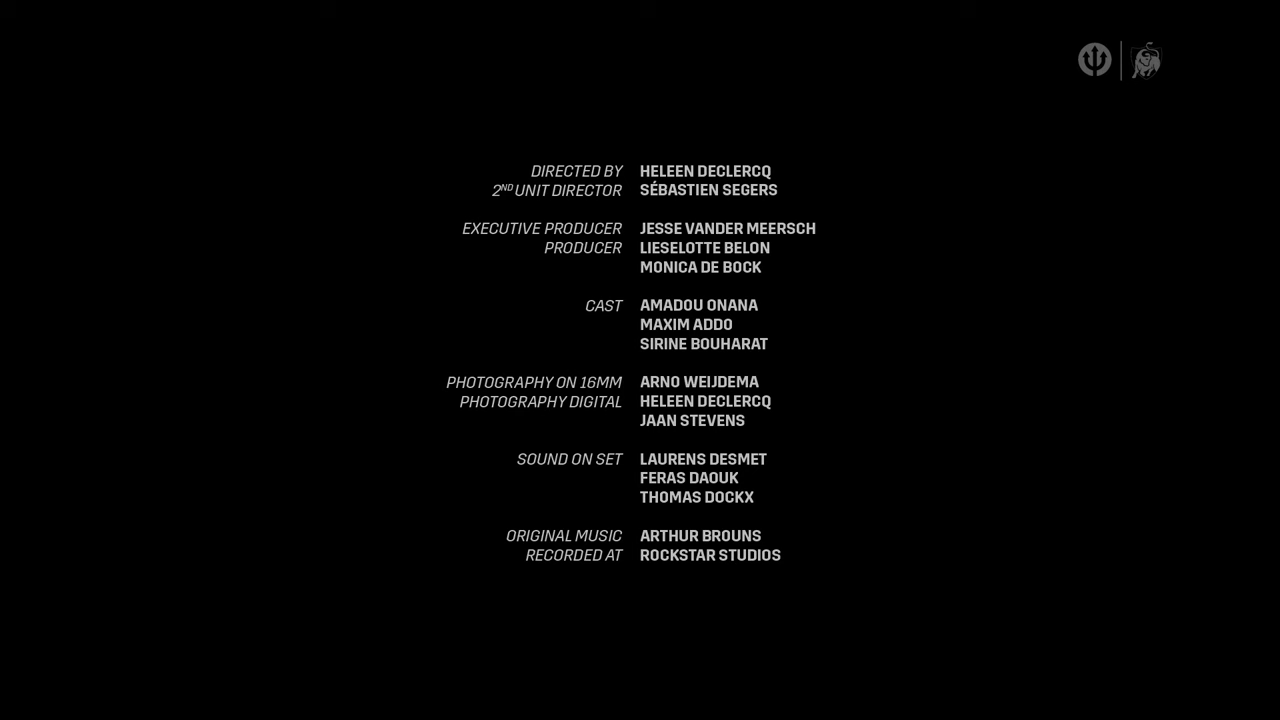 DIRECTED BY HELEEN DECLERCQ
2ND UNIT DIRECTOR SÉBASTIEN SEGERS
EXECUTIVE PRODUCER JESSE VANDER MEERSCH
PRODUCER LIESELOTTE BELON
MONICA DE BOCK
CAST AMADOU ONANA
MAXIM ADDO
SIRINE BOUHARAT
PHOTOGRAPHY ON 16MM ARNO WEIJDEMA
PHOTOGRAPHY DIGITAL HELEEN DECLERCQ
JAAN STEVENS
SOUND ON SET LAURENS DESMET
FERAS DAOUK
THOMAS DOCKX
ORIGINAL MUSIC ARTHUR BROUNS
RECORDED AT ROCKSTAR STUDIOS